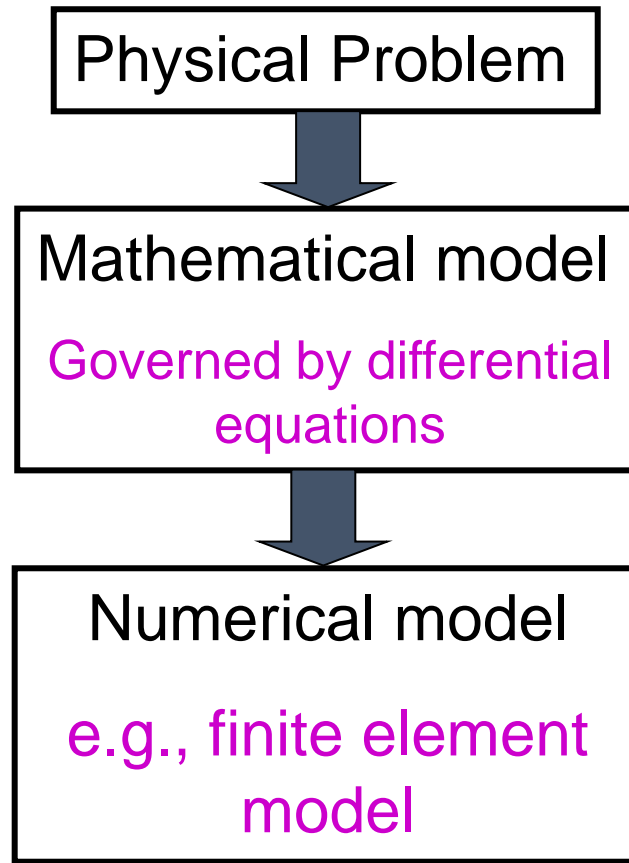 Physical Problem
Mathematical model
Governed by differential
equations
Numerical model
e.g., finite element
model